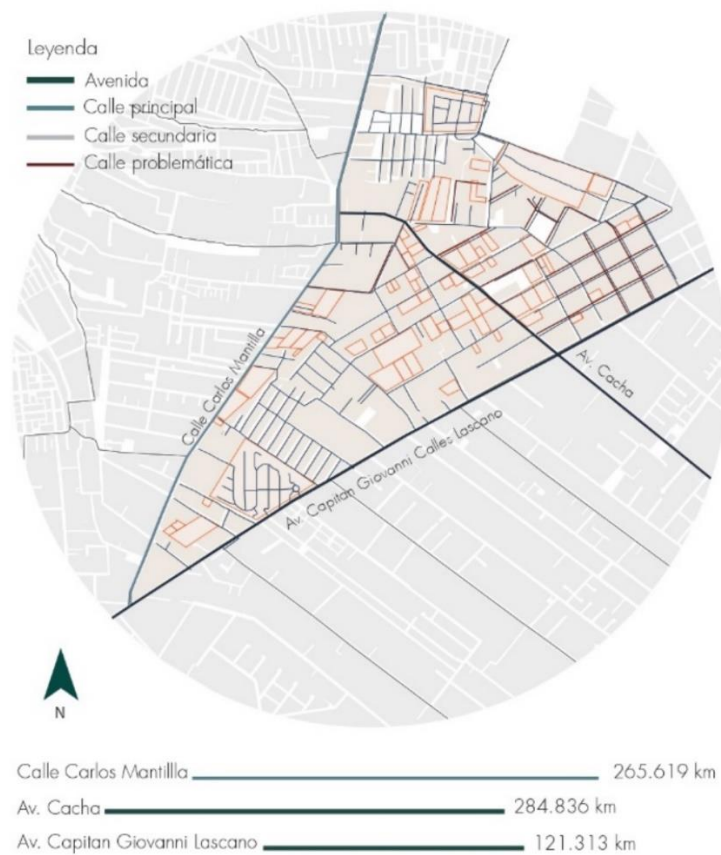 Leyenda
Avenida
Calle principal
Calle secundaria
Calle problemática
Calle Carlos Mantilla
Av. Cacha
Av. Capitan Giovanni Calles Lascano
N
Calle Carlos Mantillla 265.619 km
Av. Cacha 284.836 km
Av. Capitan Giovanni Lascano 121.313 km